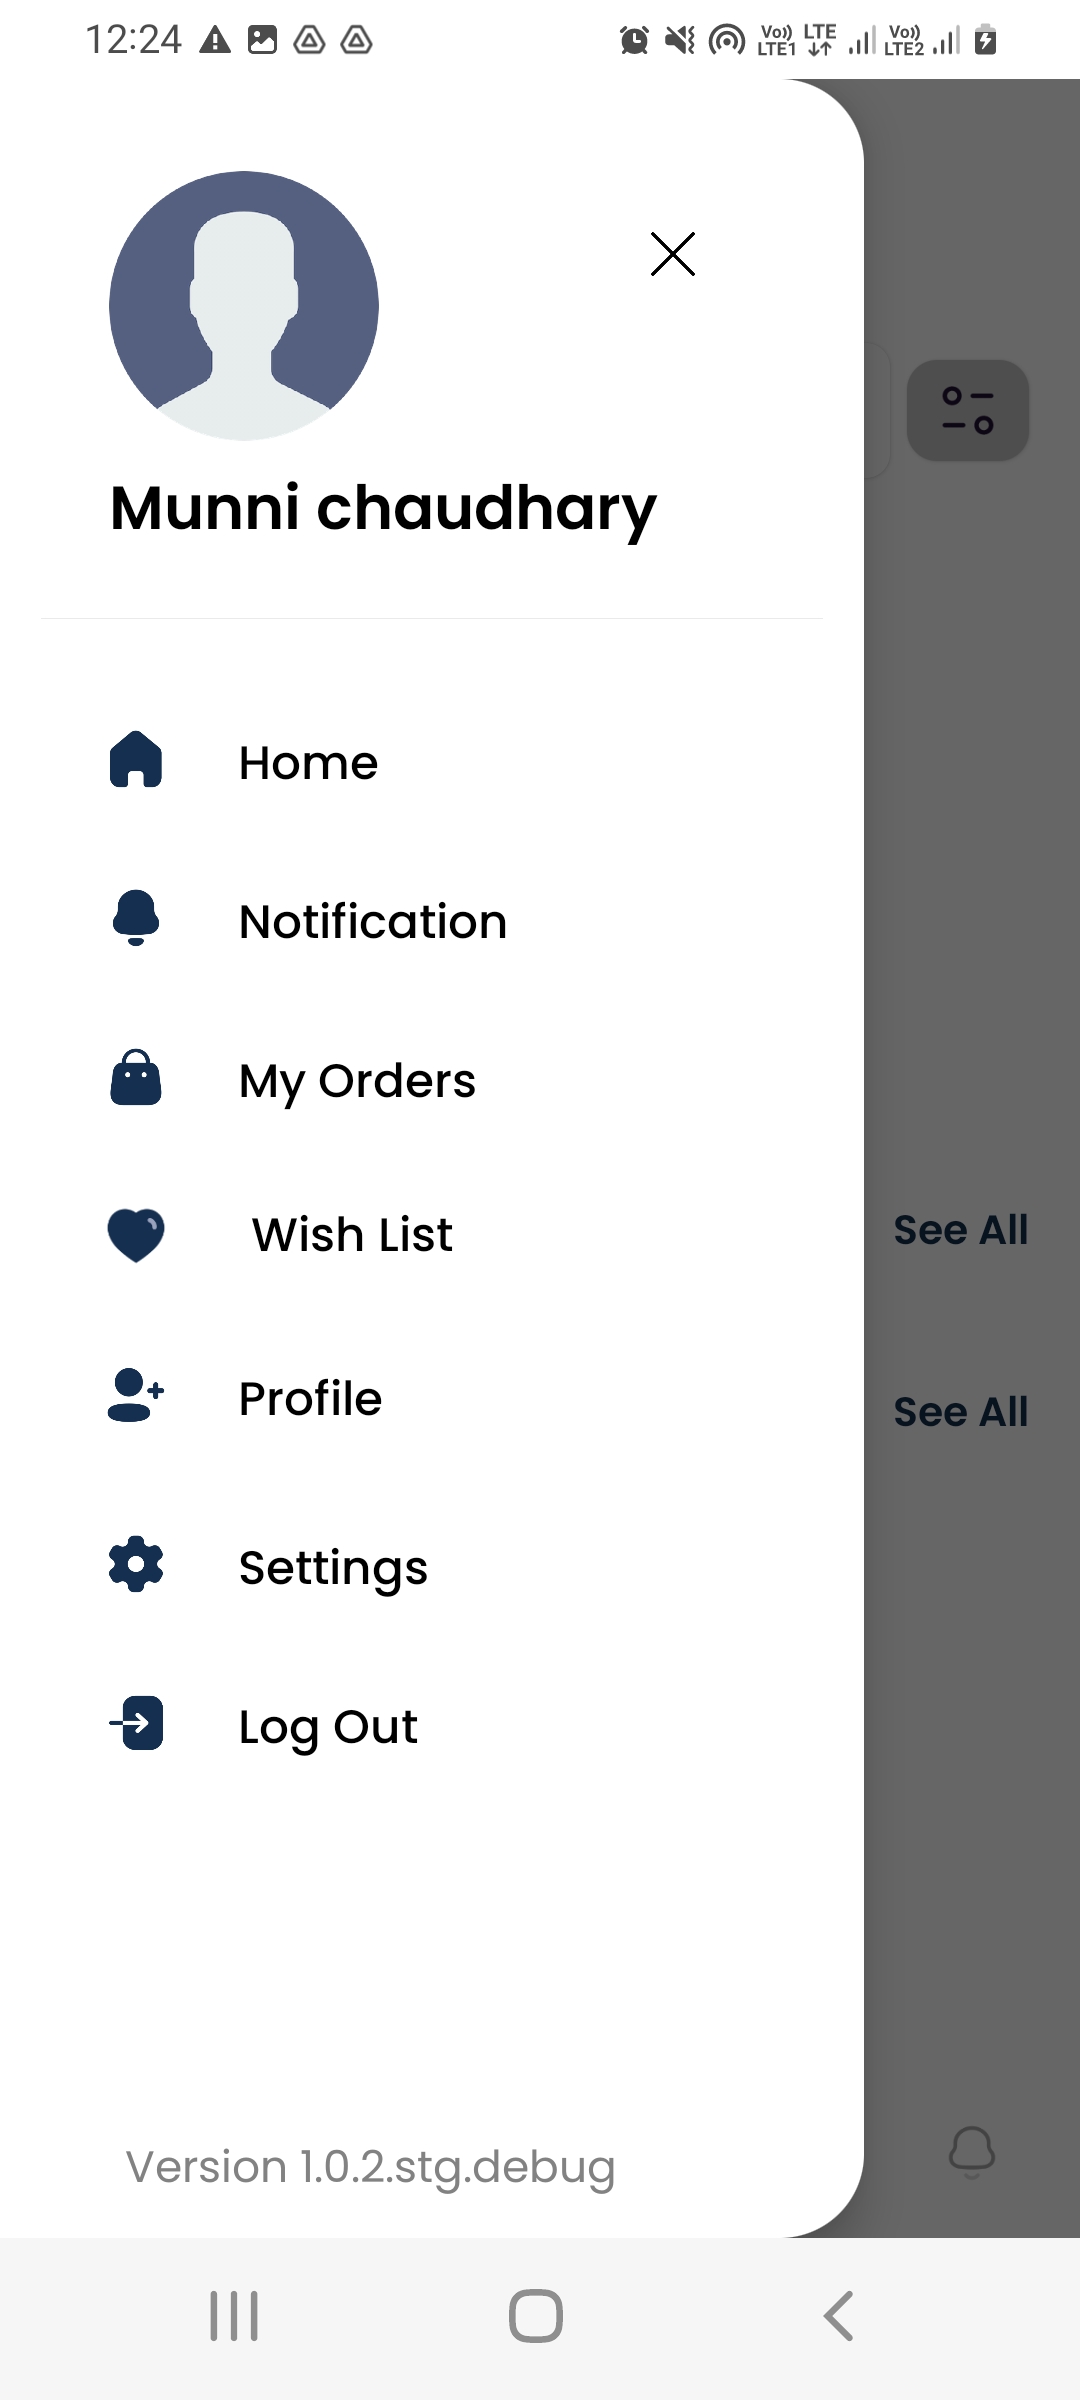 12:24
Vo)) LTE1 LTE Vo)) LTE2
Munni chaudhary
Home
Notification
My Orders
Wish List
See All
Profile
See All
Settings
Log Out
Version 1.0.2.stg.debug